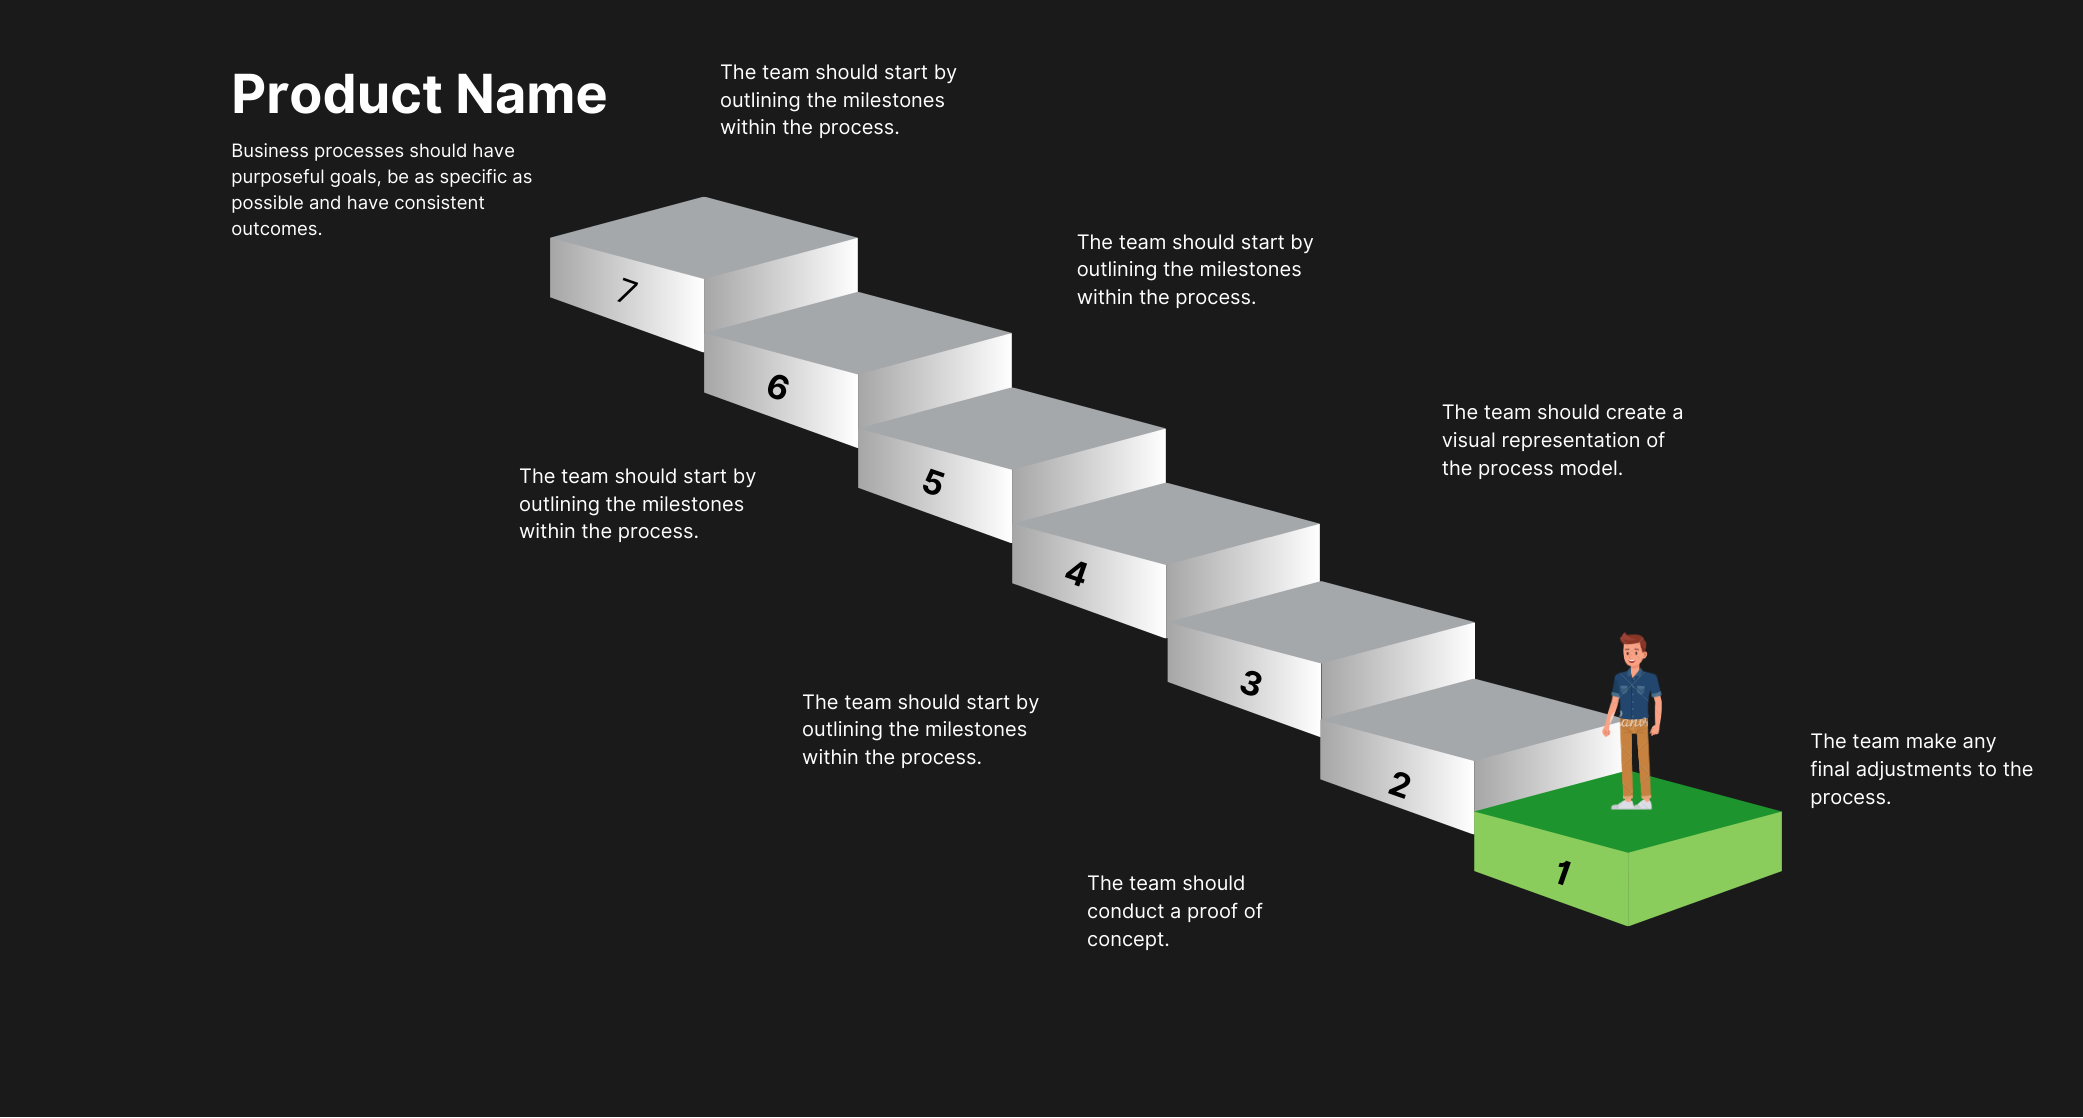 Product Name
Business processes should have
purposeful goals, be as specific as
possible and have consistent
outcomes.
The team should start by
outlining the milestones
within the process.
The team should start by
outlining the milestones
within the process.
The team should create a
visual representation of
the process model.
The team make any
final adjustments to the
process.
The team should start by
outlining the milestones
within the process.
The team should start by
outlining the milestones
within the process.
The team should
conduct a proof of
concept.
7
6
5
4
3
2
1